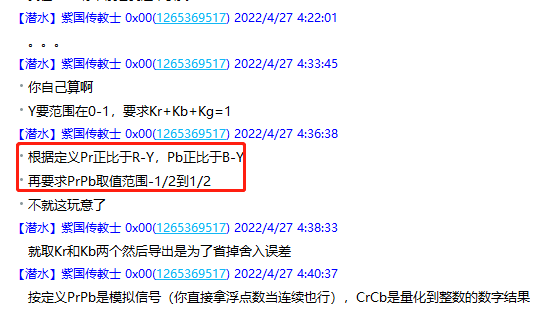 【潜水】紫国传教士 0x00(1265369517) 2022/4/27 4:22:01
。。。
【潜水】紫国传教士 0x00(1265369517) 2022/4/27 4:33:45
你自己算啊
Y要范围在0-1，要求Kr+Kb+Kg=1
【潜水】紫国传教士 0x00(1265369517) 2022/4/27 4:36:38
根据定义Pr正比于R-Y，Pb正比于B-Y
再要求PrPb取值范围-1/2到1/2
不就这玩意了
【潜水】紫国传教士 0x00(1265369517) 2022/4/27 4:38:33
就取Kr和Kb两个然后导出是为了省掉舍入误差
【潜水】紫国传教士 0x00(1265369517) 2022/4/27 4:40:37
按定义PrPb是模拟信号（你直接拿浮点数当连续也行），CrCb是量化到整数的数字结果